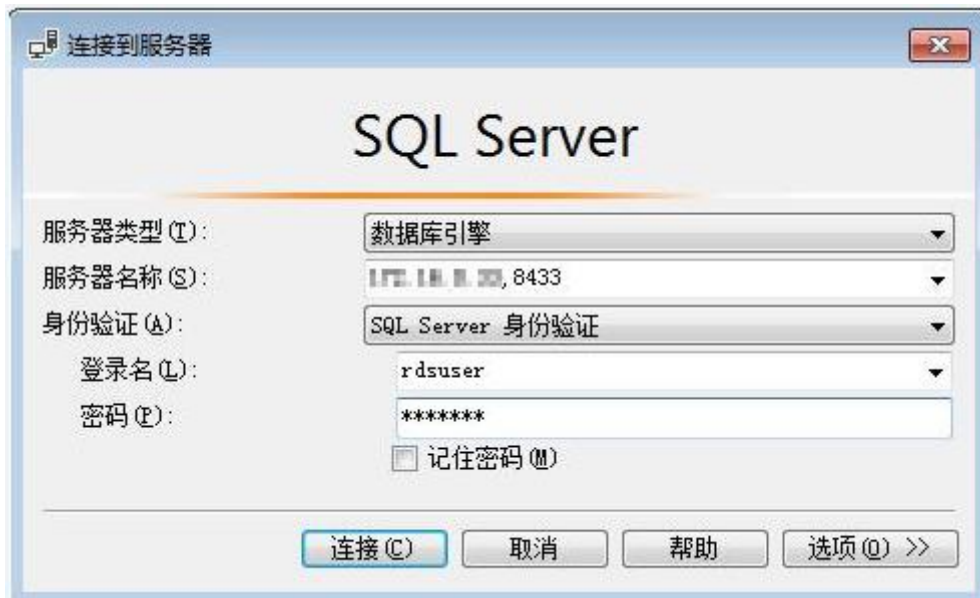 连接到服务器
SQL Server
服务器类型(T): 数据库引擎
服务器名称(S): ,8433
身份验证(A): SQL Server 身份验证
登录名(L): rdsuser
密码(P): *******
记住密码(M)
连接(C) 取消 帮助 选项(O) >>